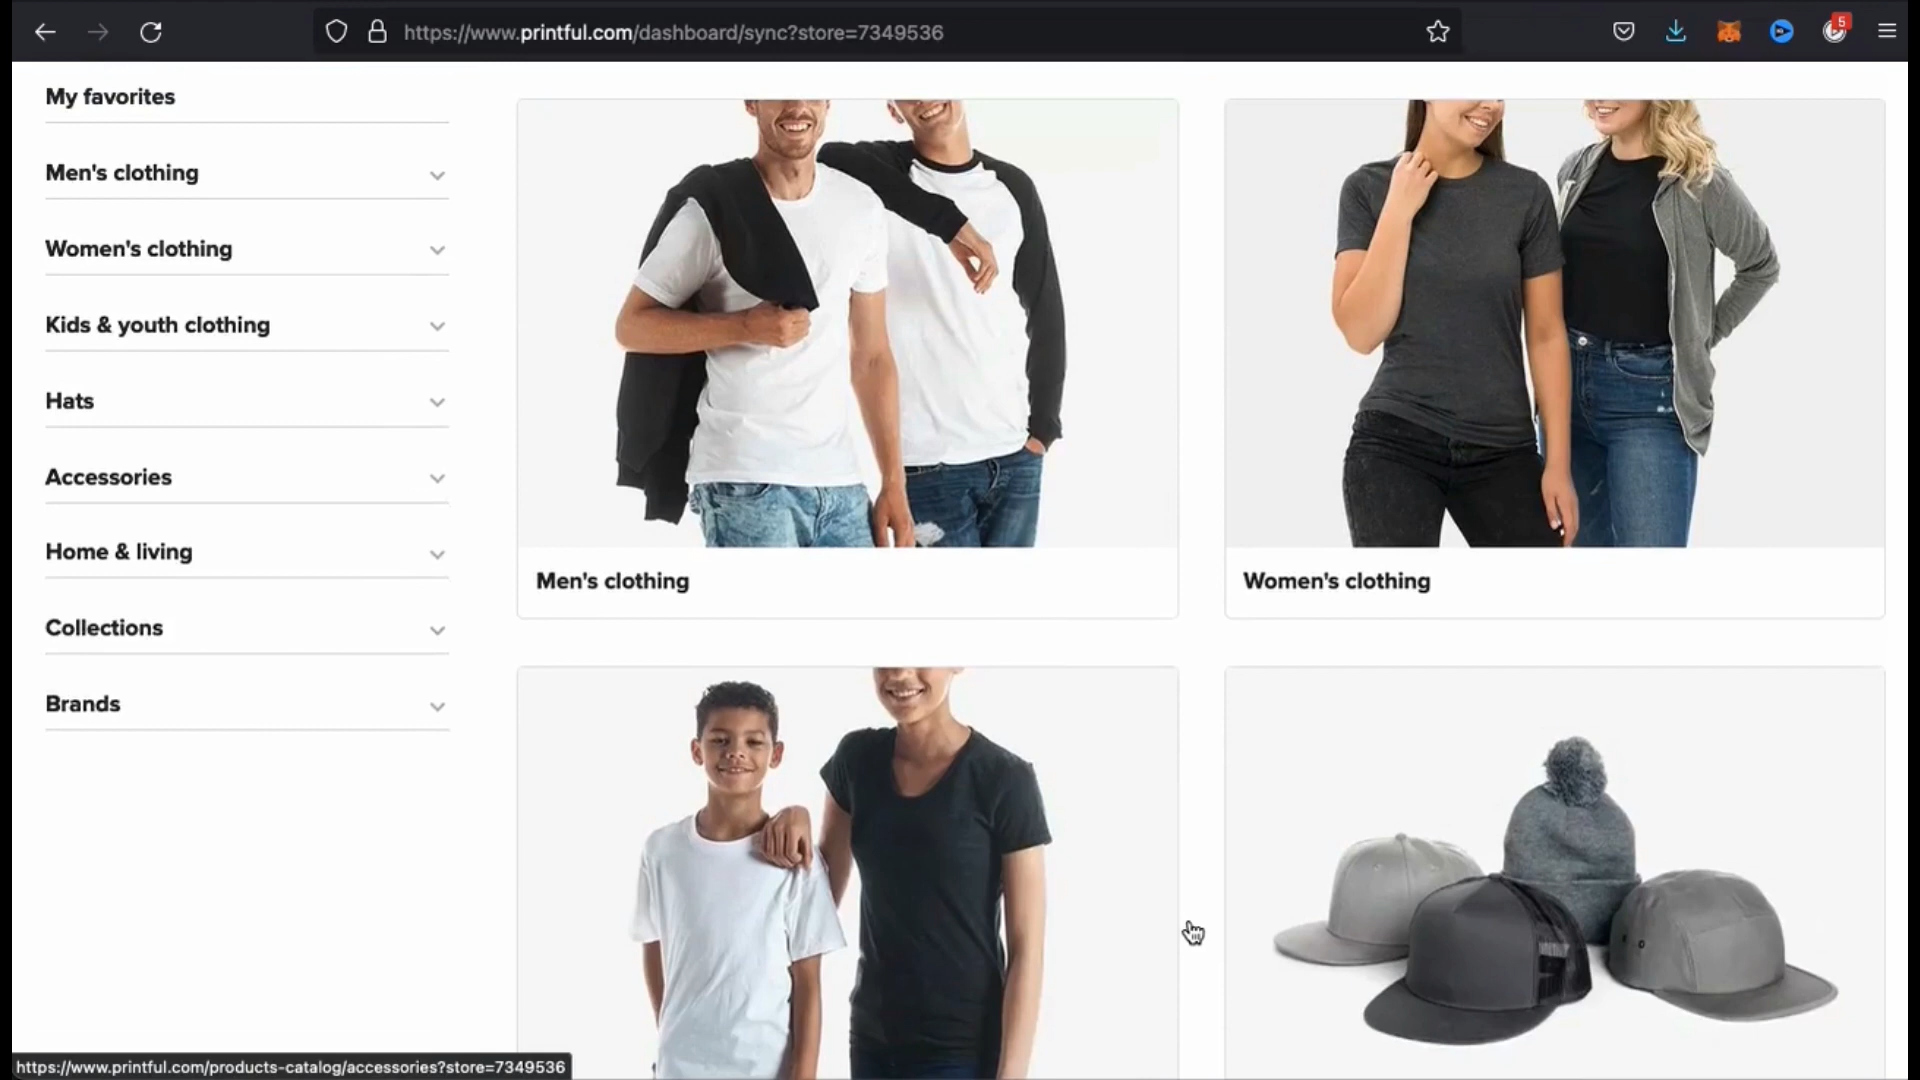 https://www.printful.com/dashboard/sync?store=7349536
5
My favorites
Men's clothing
Women's clothing
Kids & youth clothing
Hats
Accessories
Home & living
Collections
Brands
Men's clothing
Women's clothing
https://www.printful.com/products-catalog/accessories?store=7349536